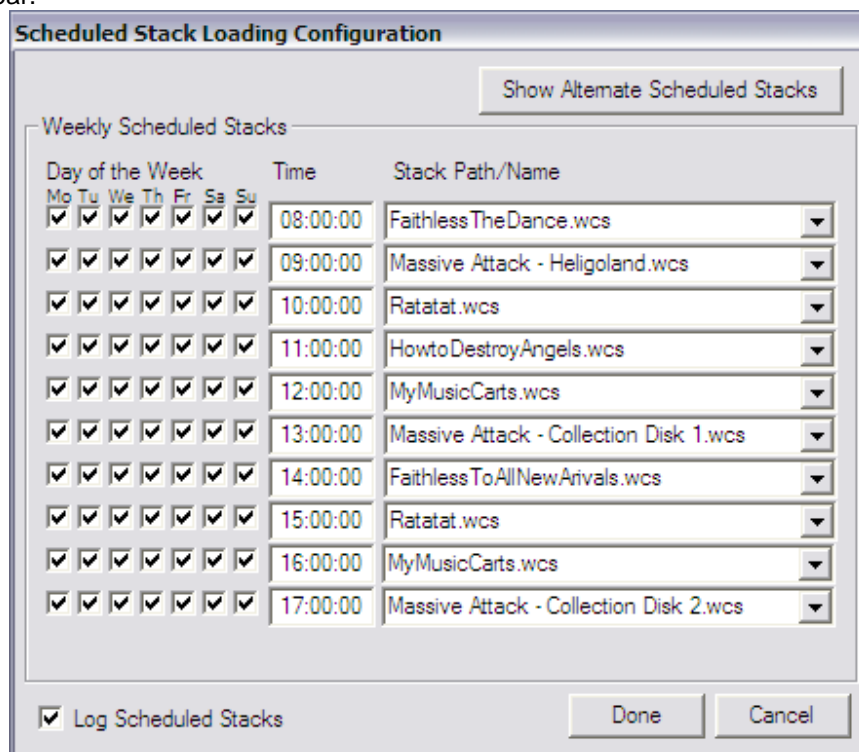 bar.
Scheduled Stack Loading Configuration
Show Alternate Scheduled Stacks
Weekly Scheduled Stacks
Day of the Week Time Stack Path/Name
Mo Tu We Th Fr Sa Su
08:00:00 FaithlessTheDance.wcs
09:00:00 Massive Attack - Heligoland.wcs
10:00:00 Ratatat.wcs
11:00:00 HowtoDestroyAngels.wcs
12:00:00 MyMusicCarts.wcs
13:00:00 Massive Attack - Collection Disk 1.wcs
14:00:00 FaithlessToAllNewArivals.wcs
15:00:00 Ratatat.wcs
16:00:00 MyMusicCarts.wcs
17:00:00 Massive Attack - Collection Disk 2.wcs
Log Scheduled Stacks Done Cancel